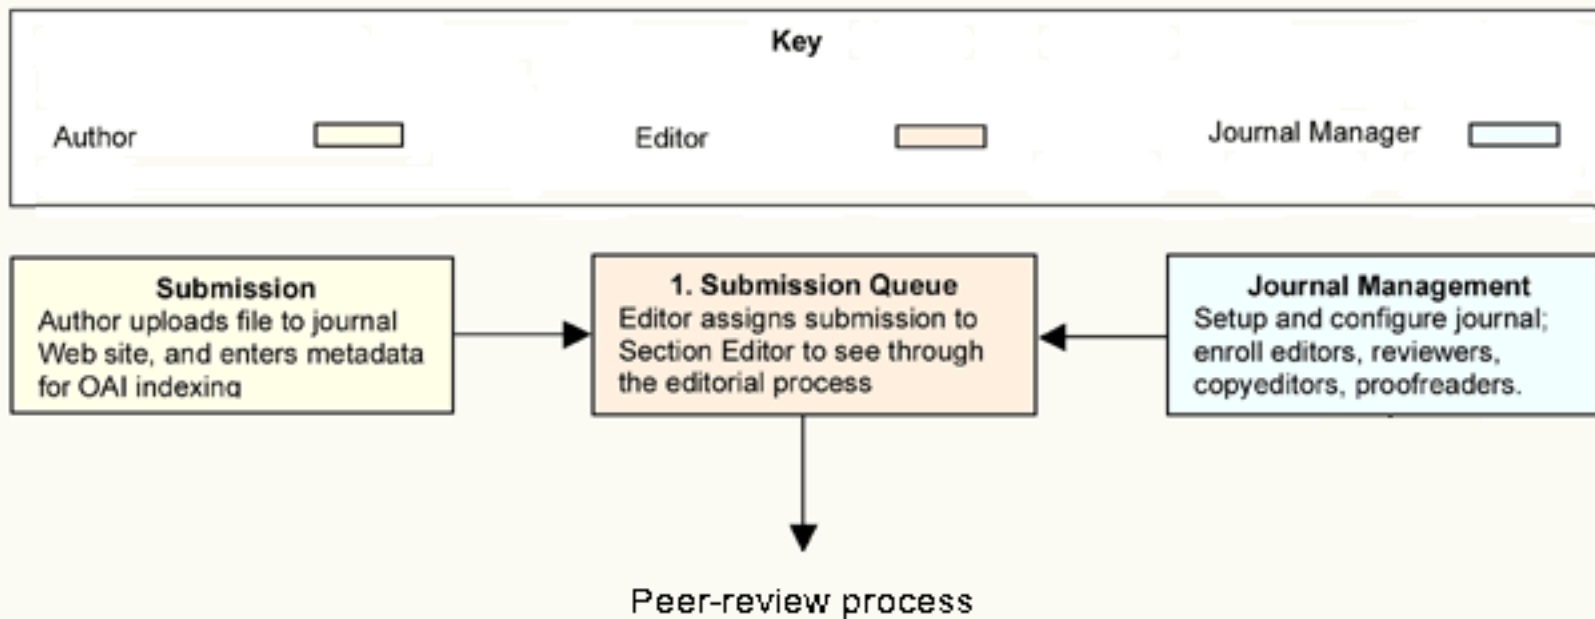 Key
Author
Editor
Journal Manager
Submission
Author uploads file to journal
Web site, and enters metadata
for OAI indexing
1. Submission Queue
Editor assigns submission to
Section Editor to see through
the editorial process
Journal Management
Setup and configure journal;
enroll editors, reviewers,
copyeditors, proofreaders.
Peer-review process